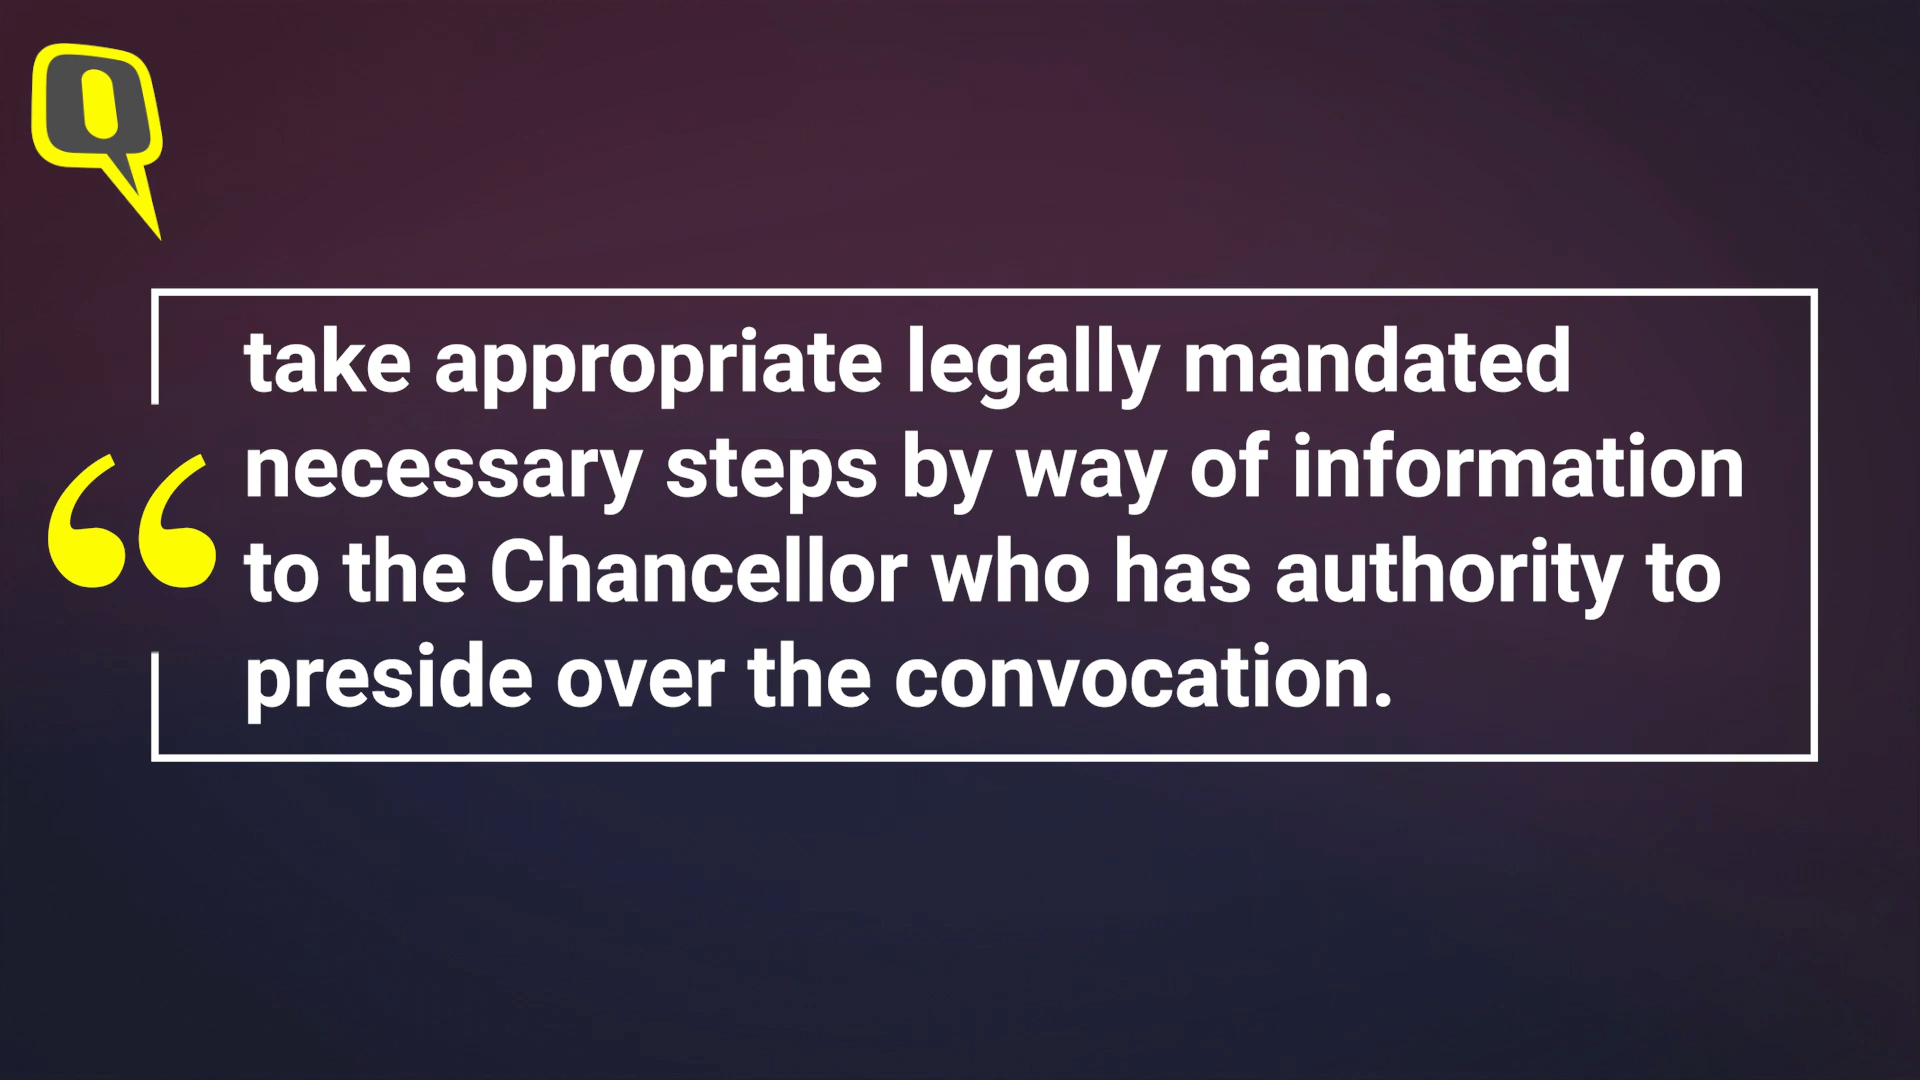 take appropriate legally mandated
necessary steps by way of information
to the Chancellor who has authority to
preside over the convocation.